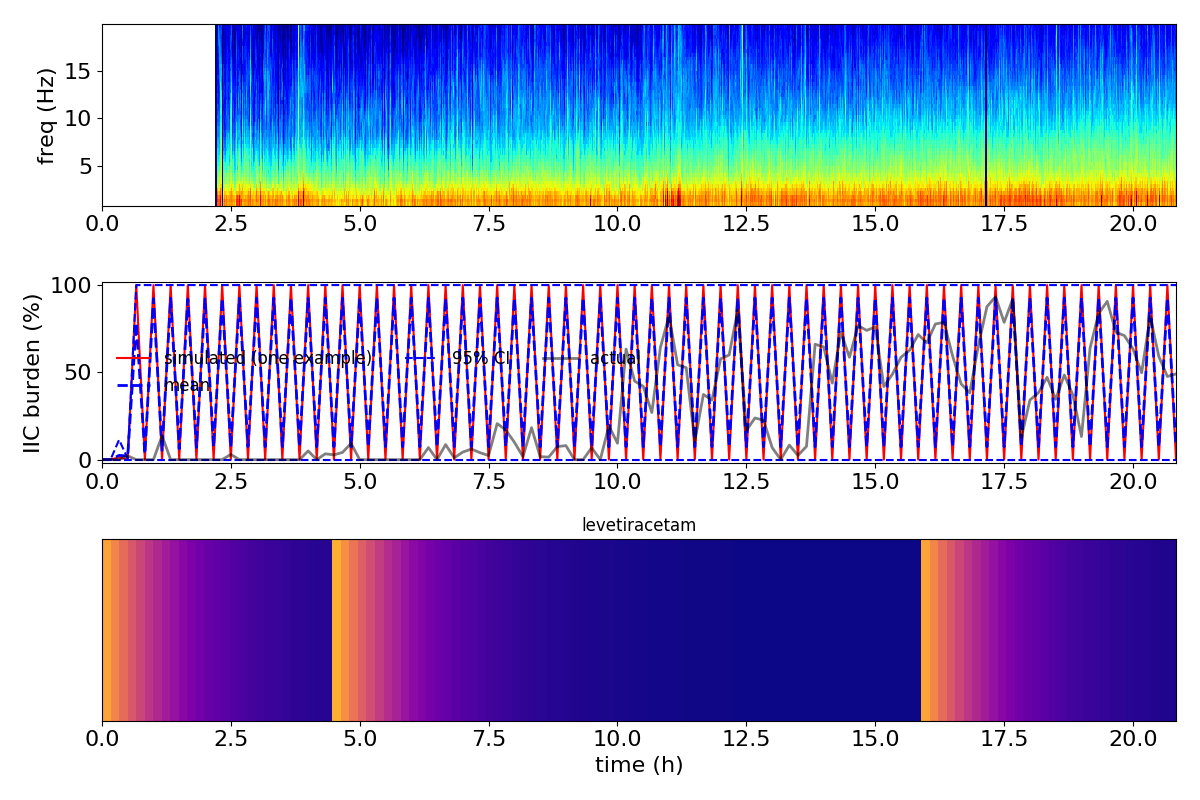 freq (Hz)
15
10
5
0.0 2.5 5.0 7.5 10.0 12.5 15.0 17.5 20.0
IIC burden (%)
100
50
0
simulated (one example) 95% CI actual
mean
0.0 2.5 5.0 7.5 10.0 12.5 15.0 17.5 20.0
levetiracetam
0.0 2.5 5.0 7.5 10.0 12.5 15.0 17.5 20.0
time (h)